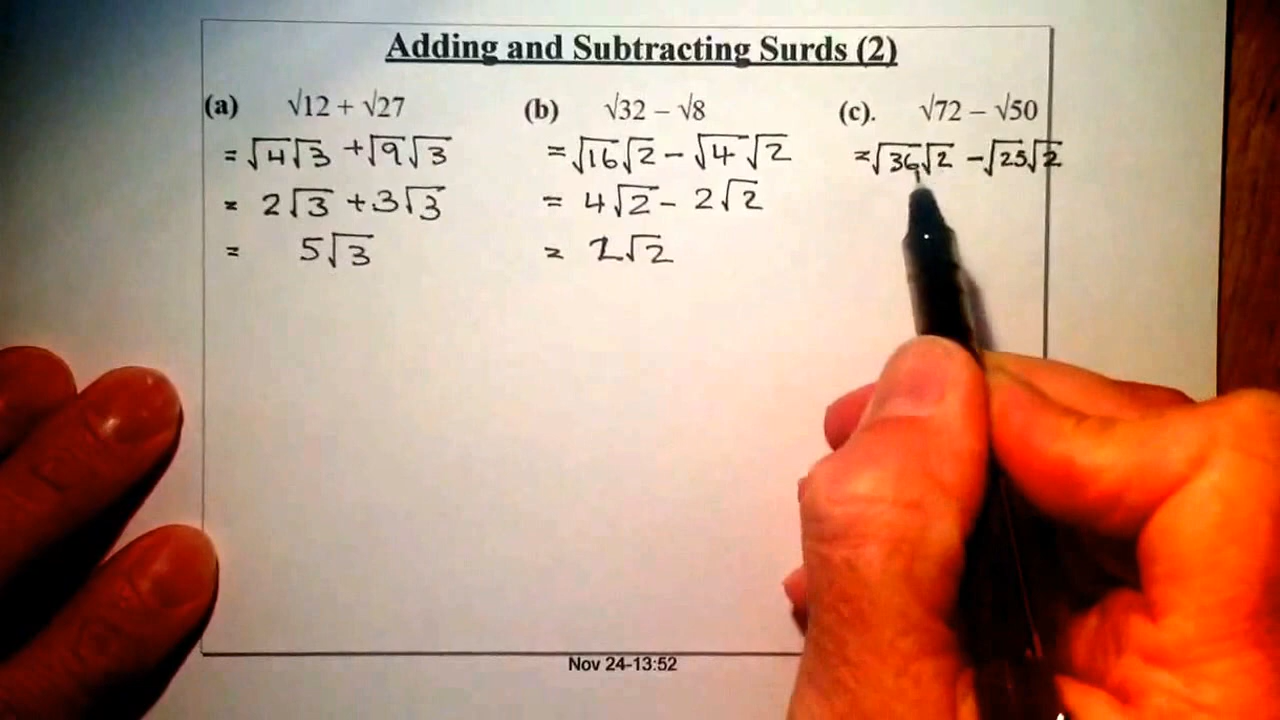 Adding and Subtracting Surds (2)
(a) √12 + √27
= √4√3 + √9√3
= 2√3 + 3√3
= 5√3
(b) √32 – √8
= √16√2 – √4√2
= 4√2 – 2√2
= 2√2
(c). √72 – √50
= √36√2 – √25√2
Nov 24-13:52